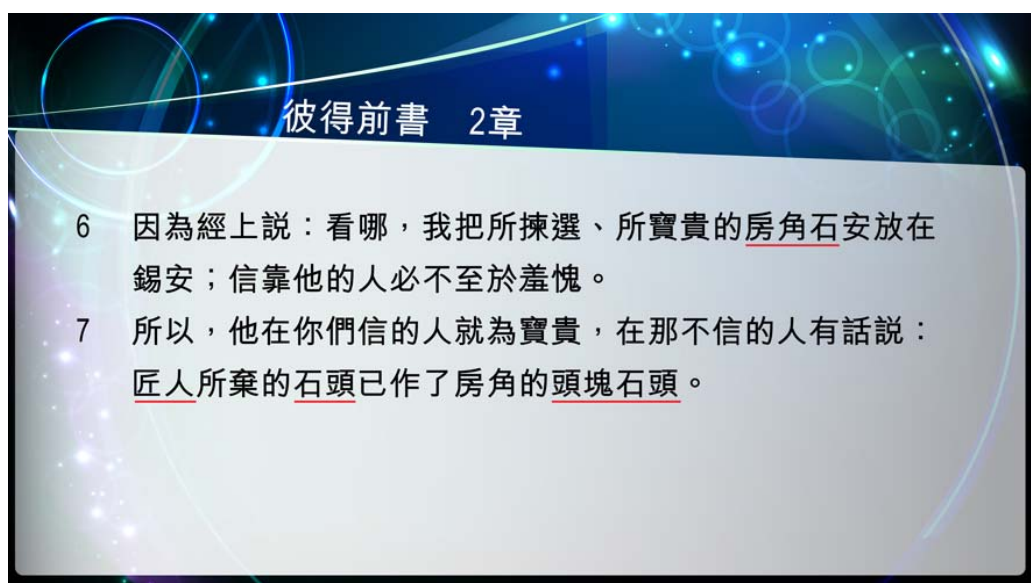 彼得前書 2章
6 因為經上説：看哪，我把所揀選、所寶貴的房角石安放在
錫安；信靠他的人必不至於羞愧。
7 所以，他在你們信的人就為寶貴，在那不信的人有話説：
匠人所棄的石頭已作了房角的頭塊石頭。